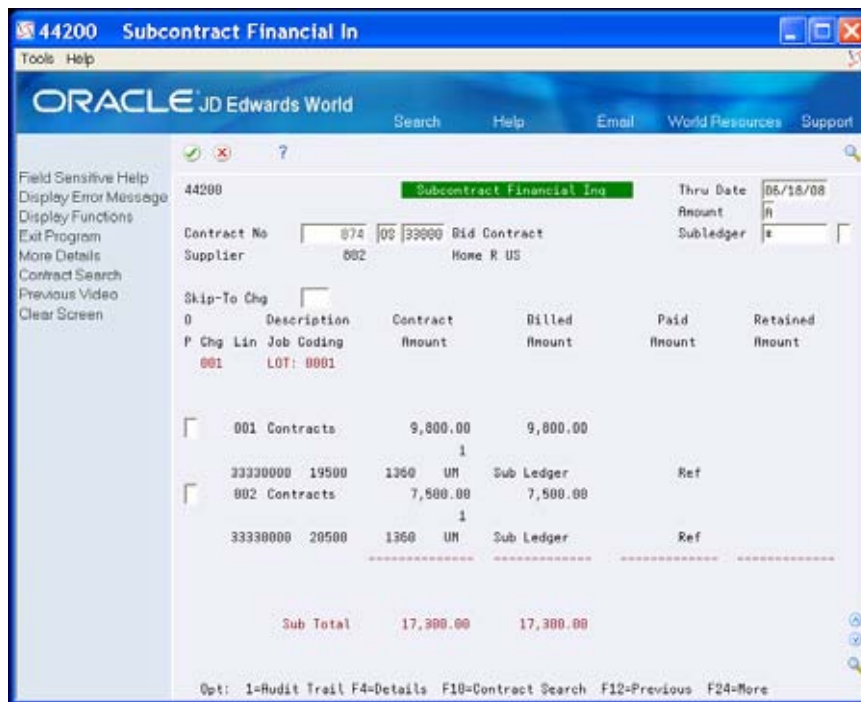 44200 Subcontract Financial In
Tools Help
ORACLE JD Edwards World
Search Help Email World Resources Support
?
Field Sensitive Help
Display Error Message
Display Functions
Exit Program
More Details
Contract Search
Previous Video
Clear Screen
44200 Subcontract Financial Inq Thru Date 06/18/08
Amount A
Contract No 874 OS 33000 Bid Contract Subledger *
Supplier 602 Home R US
Skip-To Chg
O Description Contract Billed Paid Retained
P Chg Lin Job Coding Amount Amount Amount Amount
001 LOT: 0001
001 Contracts 9,800.00 9,800.00
1
33330000 19500 1360 UM Sub Ledger Ref
002 Contracts 7,500.00 7,500.00
1
33330000 20500 1360 UM Sub Ledger Ref
Sub Total 17,300.00 17,300.00
Opt: 1=Audit Trail F4=Details F18=Contract Search F12=Previous F24=More